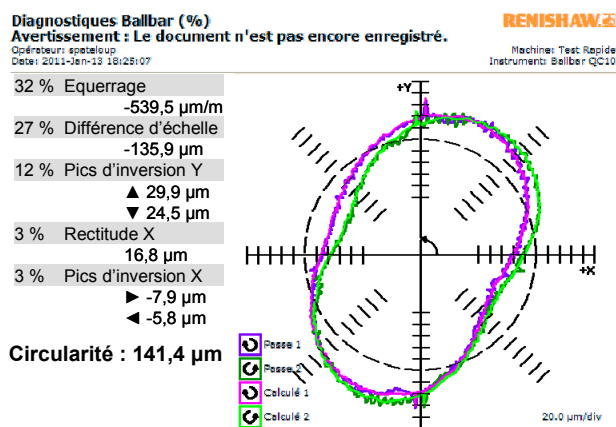 Diagnostiques Ballbar (%)
RENISHAW
Avertissement : Le document n'est pas encore enregistré.
Opérateur: spateloup
Machine: Test Rapide
Date: 2011-Jan-13 18:25:07
Instrument: Ballbar QC10
32 % Equerrage
-539,5 µm/m
27 % Différence d'échelle
-135,9 µm
12 % Pics d'inversion Y
▲ 29,9 µm
▼ 24,5 µm
3 % Rectitude X
16,8 µm
3 % Pics d'inversion X
► -7,9 µm
◄ -5,8 µm
Circularité : 141,4 µm
+Y
+X
Passe 1
Passe 2
Calculé 1
Calculé 2
20.0 µm/div